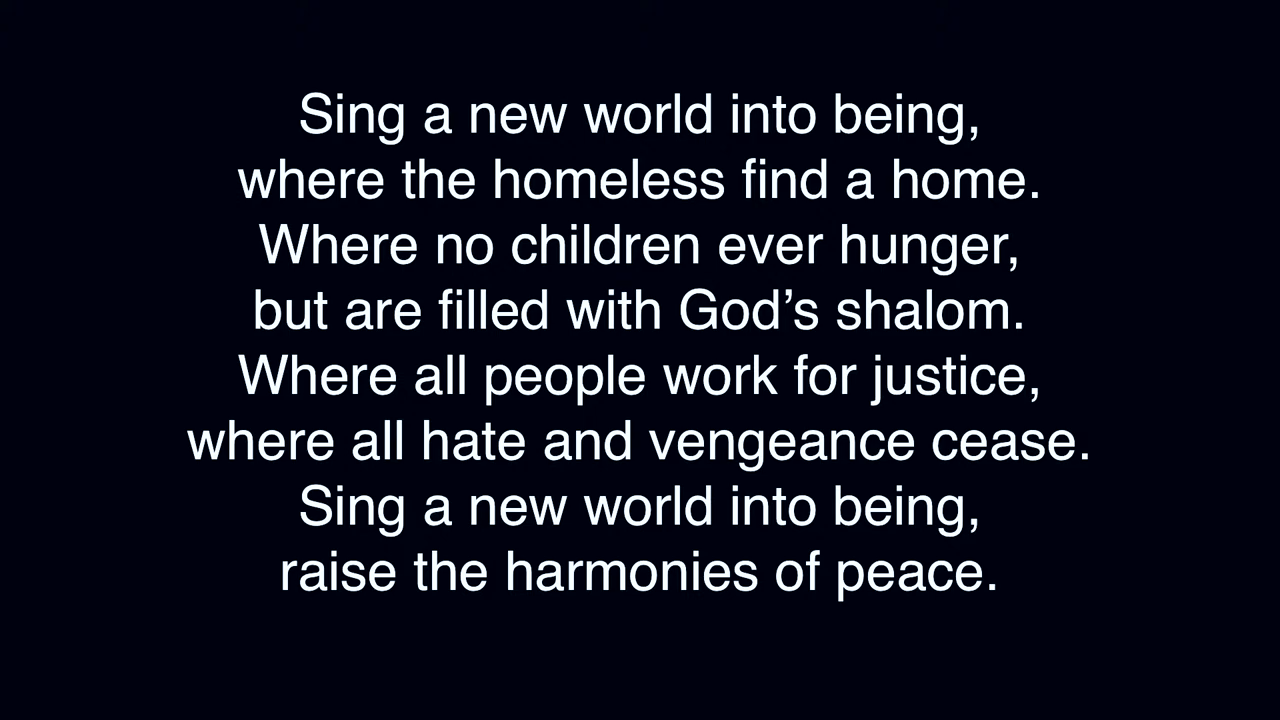 Sing a new world into being,
where the homeless find a home.
Where no children ever hunger,
but are filled with God’s shalom.
Where all people work for justice,
where all hate and vengeance cease.
Sing a new world into being,
raise the harmonies of peace.